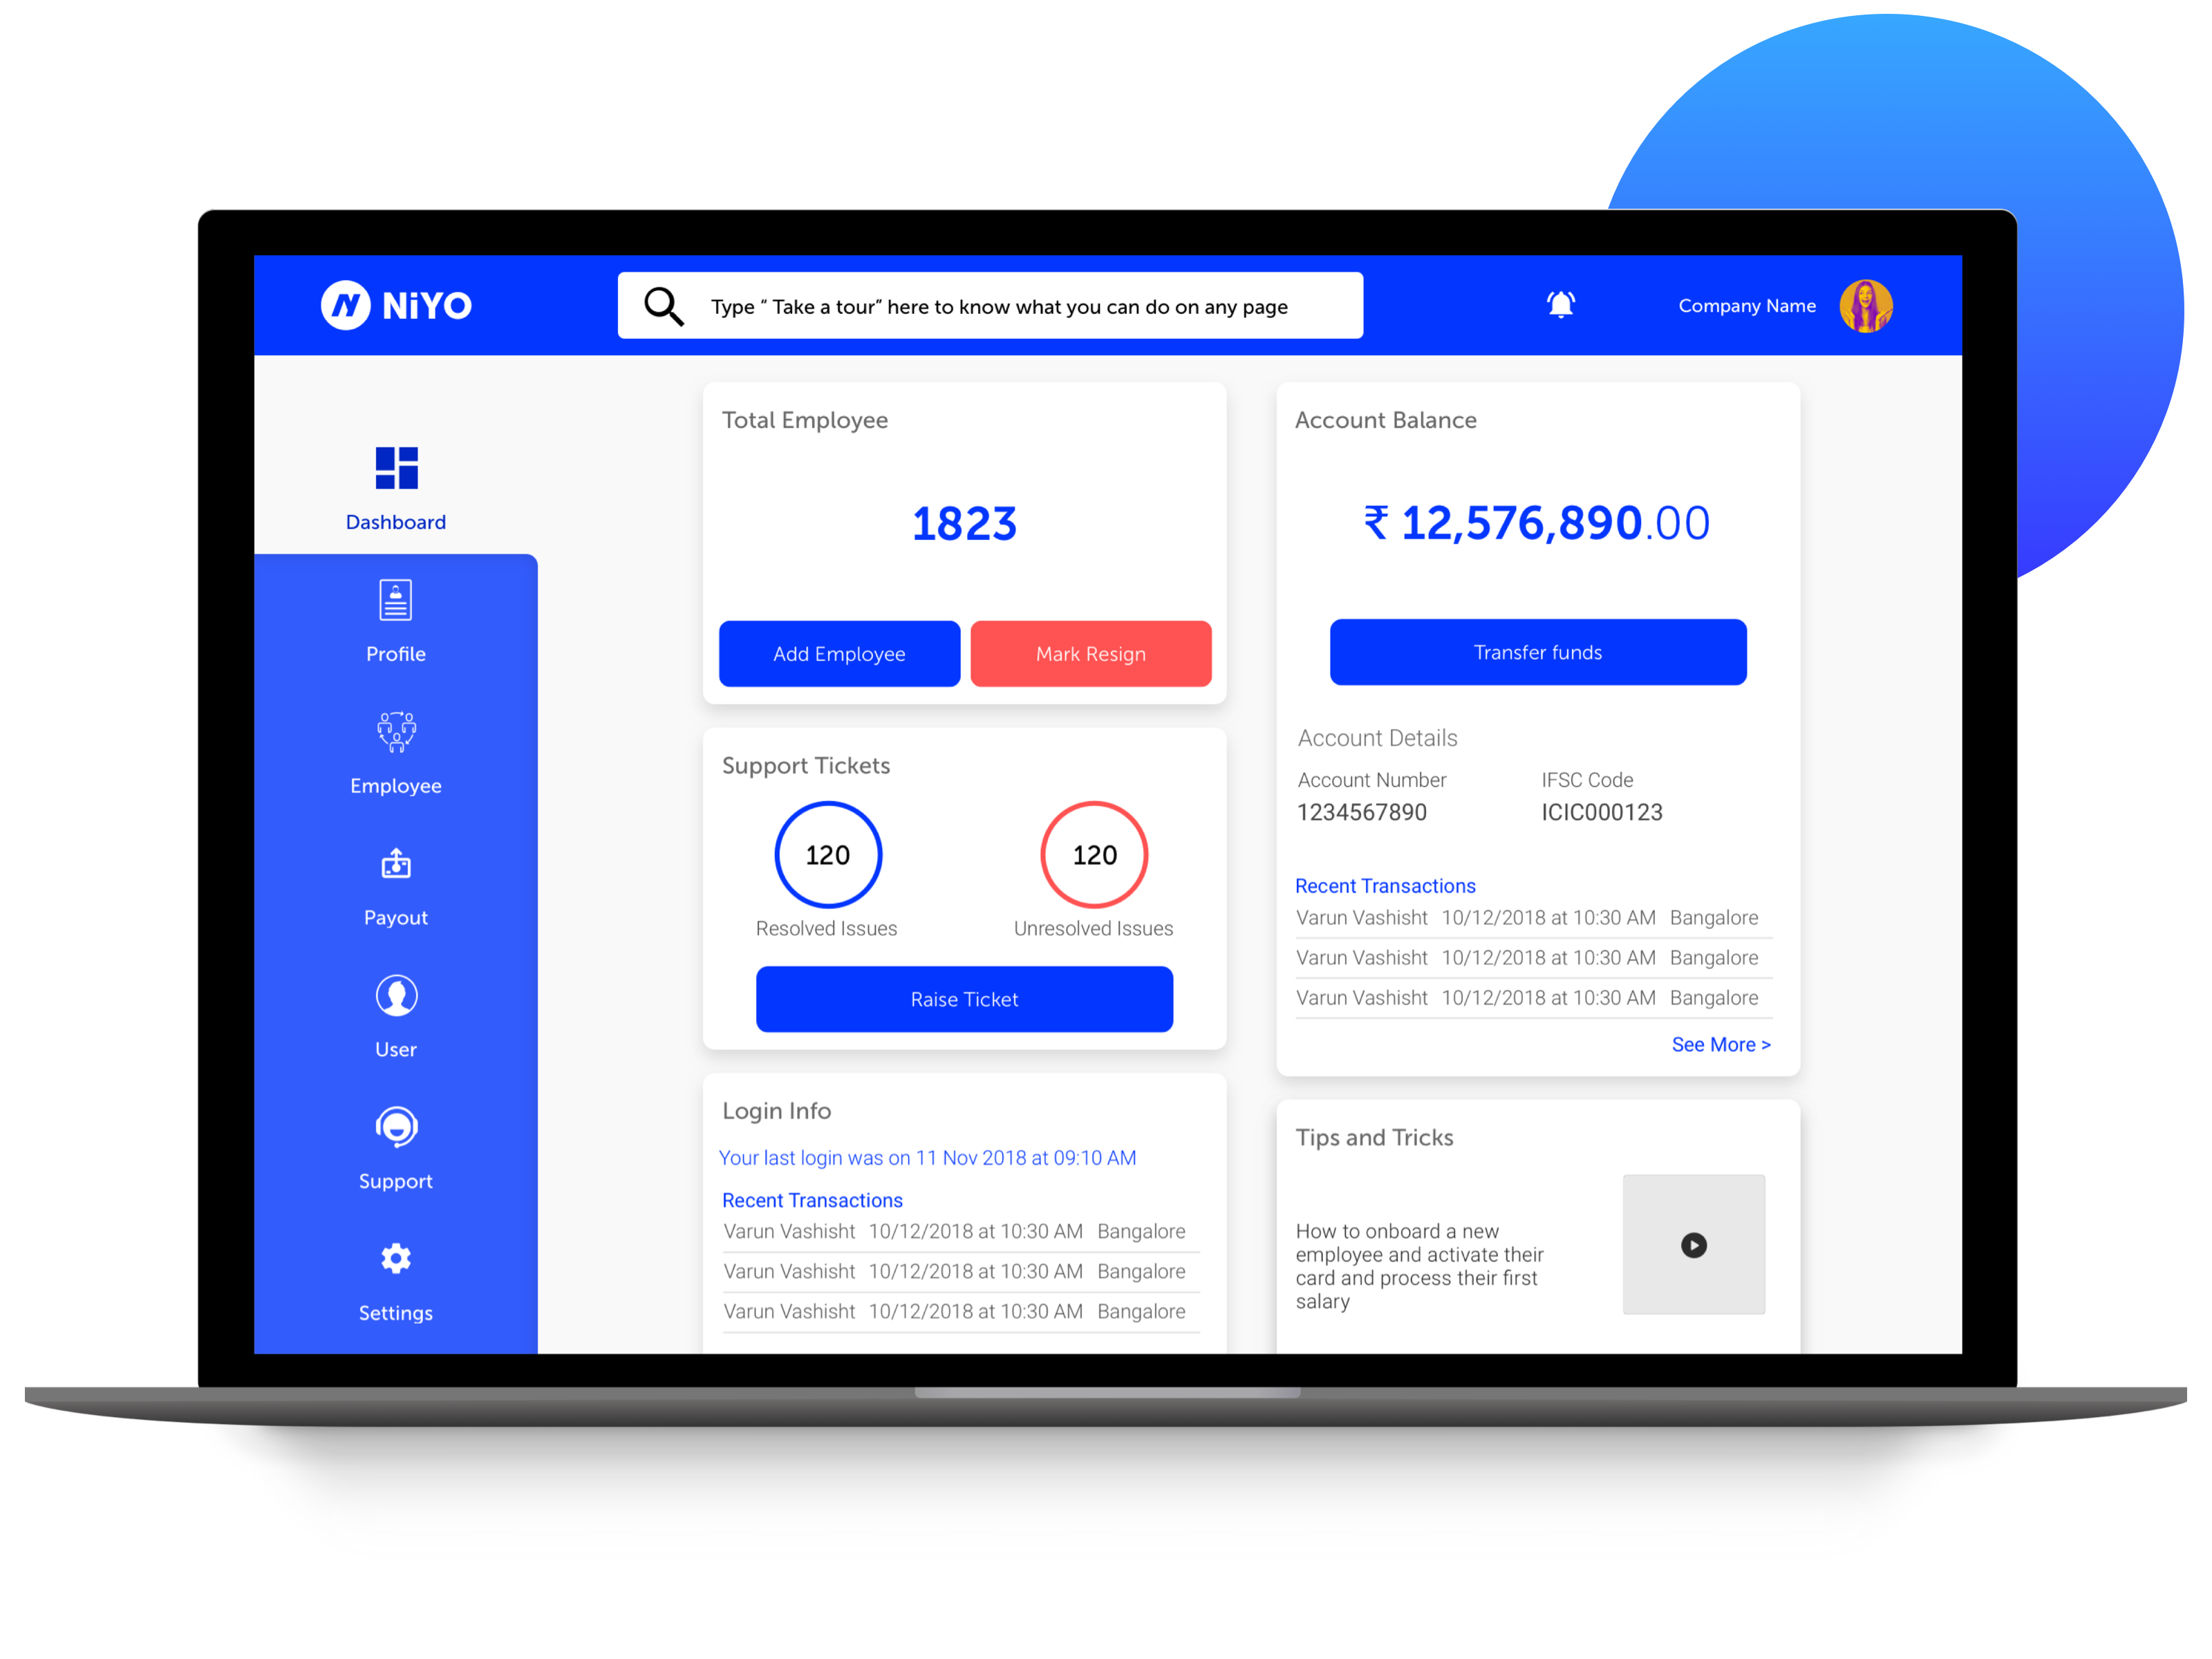 NiYO
Type “ Take a tour” here to know what you can do on any page
Company Name
Dashboard
Profile
Employee
Payout
User
Support
Settings
Total Employee
1823
Add Employee
Mark Resign
Support Tickets
120
120
Resolved Issues
Unresolved Issues
Raise Ticket
Login Info
Your last login was on 11 Nov 2018 at 09:10 AM
Recent Transactions
Varun Vashisht 10/12/2018 at 10:30 AM Bangalore
Varun Vashisht 10/12/2018 at 10:30 AM Bangalore
Varun Vashisht 10/12/2018 at 10:30 AM Bangalore
Account Balance
₹ 12,576,890.00
Transfer funds
Account Details
Account Number IFSC Code
1234567890 ICIC000123
Recent Transactions
Varun Vashisht 10/12/2018 at 10:30 AM Bangalore
Varun Vashisht 10/12/2018 at 10:30 AM Bangalore
Varun Vashisht 10/12/2018 at 10:30 AM Bangalore
See More >
Tips and Tricks
How to onboard a new
employee and activate their
card and process their first
salary